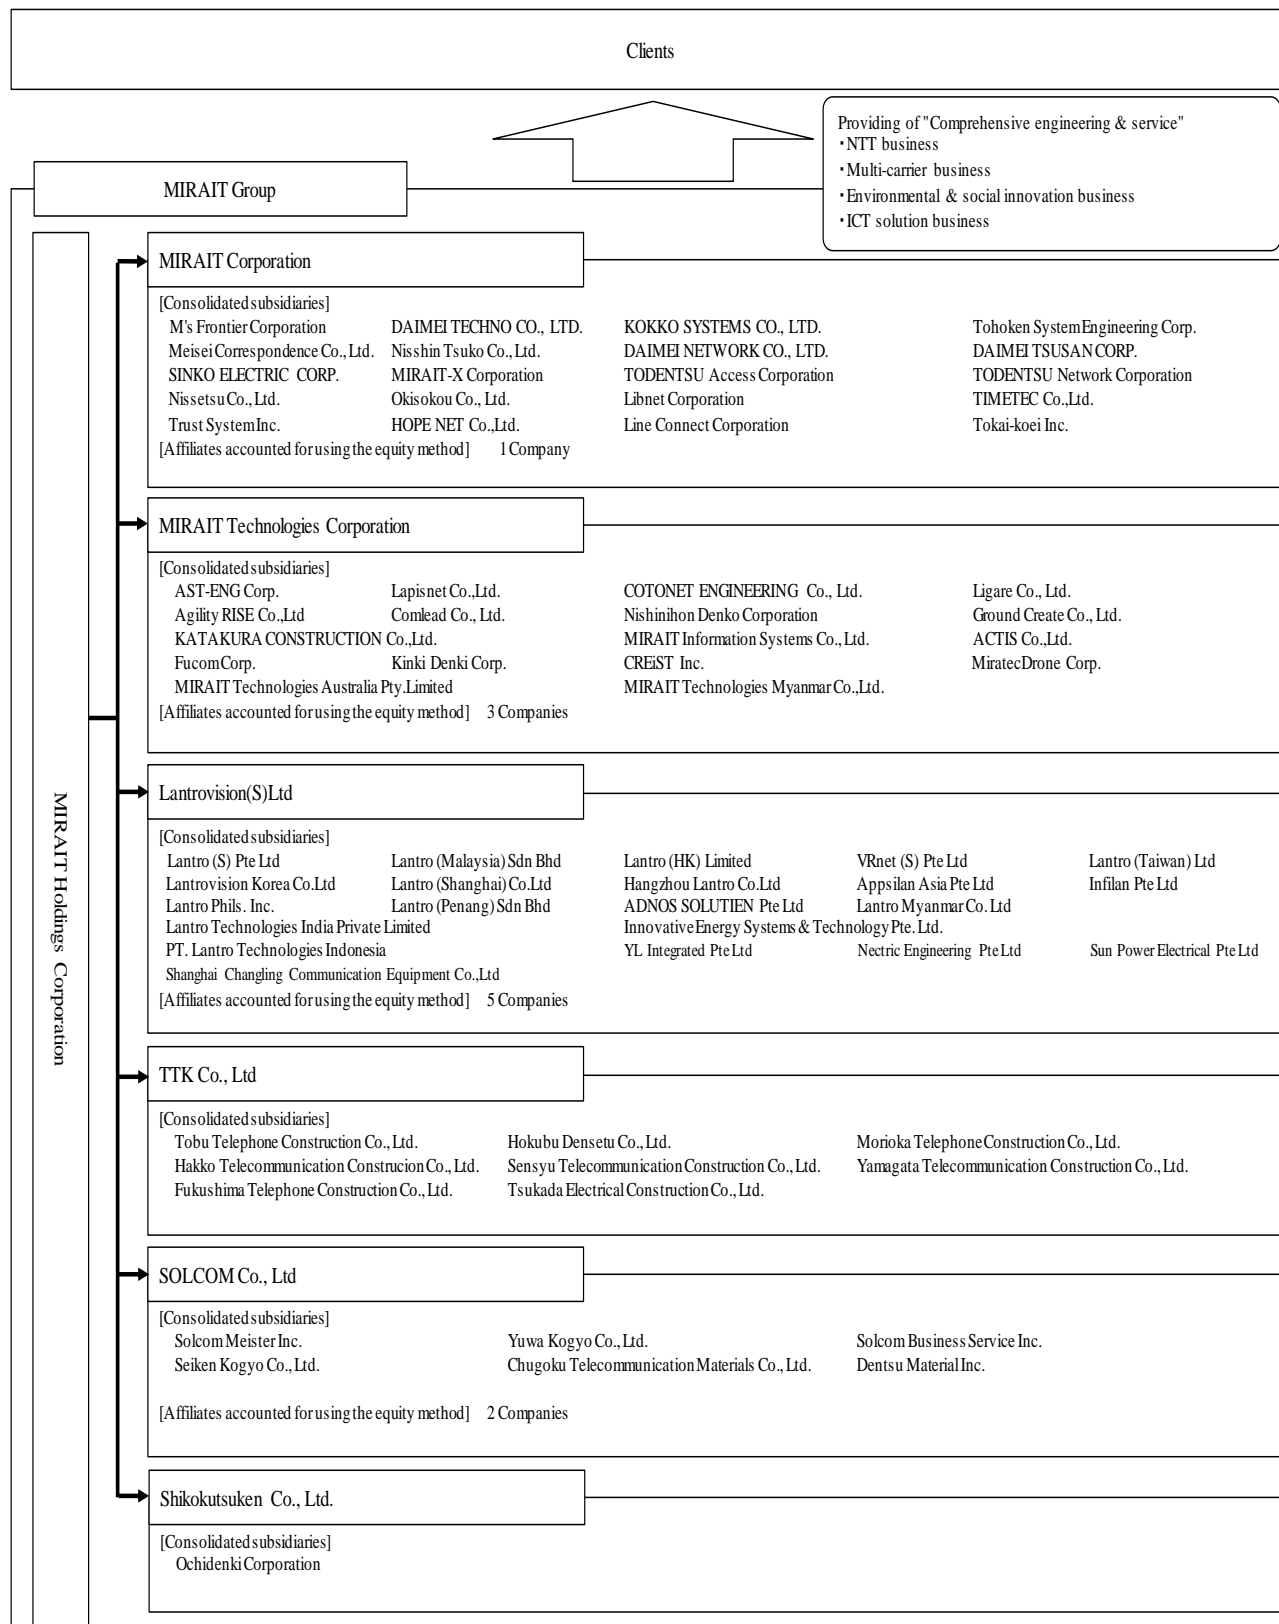 Clients
Providing of "Comprehensive engineering & service"
・NTT business
・Multi-carrier business
・Environmental & social innovation business
・ICT solution business
MIRAIT Group
MIRAIT Holdings Corporation
MIRAIT Corporation
[Consolidated subsidiaries]
M's Frontier Corporation DAIMEI TECHNO CO., LTD. KOKKO SYSTEMS CO., LTD. Tohoken System Engineering Corp.
Meisei Correspondence Co., Ltd. Nisshin Tsuko Co., Ltd. DAIMEI NETWORK CO., LTD. DAIMEI TSUSAN CORP.
SINKO ELECTRIC CORP. MIRAIT-X Corporation TODENTSU Access Corporation TODENTSU Network Corporation
Nissetsu Co., Ltd. Okisokou Co., Ltd. Libnet Corporation TIMETEC Co.,Ltd.
Trust System Inc. HOPE NET Co.,Ltd. Line Connect Corporation Tokai-koei Inc.
[Affiliates accounted for using the equity method] 1 Company
MIRAIT Technologies Corporation
[Consolidated subsidiaries]
AST-ENG Corp. Lapisnet Co.,Ltd. COTONET ENGINEERING Co., Ltd. Ligare Co., Ltd.
Agility RISE Co.,Ltd Comlead Co., Ltd. Nishinihon Denko Corporation Ground Create Co., Ltd.
KATAKURA CONSTRUCTION Co.,Ltd. MIRAIT Information Systems Co., Ltd. ACTIS Co.,Ltd.
Fucom Corp. Kinki Denki Corp. CREiST Inc. MiratecDrone Corp.
MIRAIT Technologies Australia Pty.Limited MIRAIT Technologies Myanmar Co.,Ltd.
[Affiliates accounted for using the equity method] 3 Companies
Lantrovision(S)Ltd
[Consolidated subsidiaries]
Lantro (S) Pte Ltd Lantro (Malaysia) Sdn Bhd Lantro (HK) Limited VRnet (S) Pte Ltd Lantro (Taiwan) Ltd
Lantrovision Korea Co.Ltd Lantro (Shanghai) Co.Ltd Hangzhou Lantro Co.Ltd Appsilan Asia Pte Ltd Infilan Pte Ltd
Lantro Phils. Inc. Lantro (Penang) Sdn Bhd ADNOS SOLUTIEN Pte Ltd Lantro Myanmar Co. Ltd
Lantro Technologies India Private Limited Innovative Energy Systems & Technology Pte. Ltd.
PT. Lantro Technologies Indonesia YL Integrated Pte Ltd Nectric Engineering Pte Ltd Sun Power Electrical Pte Ltd
Shanghai Changling Communication Equipment Co.,Ltd
[Affiliates accounted for using the equity method] 5 Companies
TTK Co., Ltd
[Consolidated subsidiaries]
Tobu Telephone Construction Co., Ltd. Hokubu Densetu Co., Ltd. Morioka Telephone Construction Co., Ltd.
Hakko Telecommunication Construcion Co., Ltd. Sensyu Telecommunication Construction Co., Ltd. Yamagata Telecommunication Construction Co., Ltd.
Fukushima Telephone Construction Co., Ltd. Tsukada Electrical Construction Co., Ltd.
SOLCOM Co., Ltd
[Consolidated subsidiaries]
Solcom Meister Inc. Yuwa Kogyo Co., Ltd. Solcom Business Service Inc.
Seiken Kogyo Co., Ltd. Chugoku Telecommunication Materials Co., Ltd. Dentsu Material Inc.
[Affiliates accounted for using the equity method] 2 Companies
Shikokutsuken Co., Ltd.
[Consolidated subsidiaries]
Ochidenki Corporation